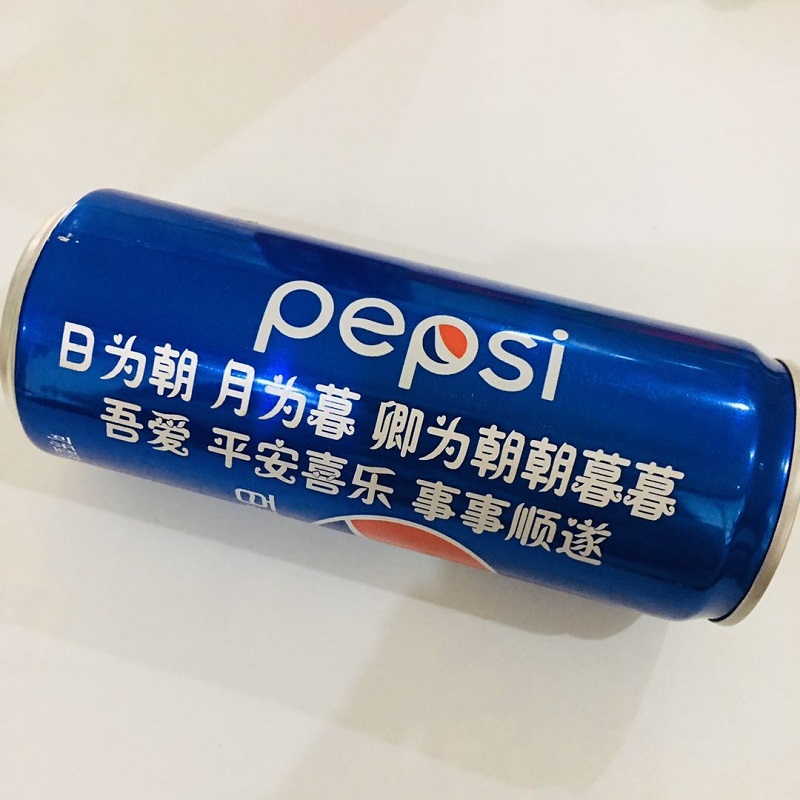 pepsi
日为朝 月为暮 卿为朝朝暮暮
吾爱 平安喜乐 事事顺遂